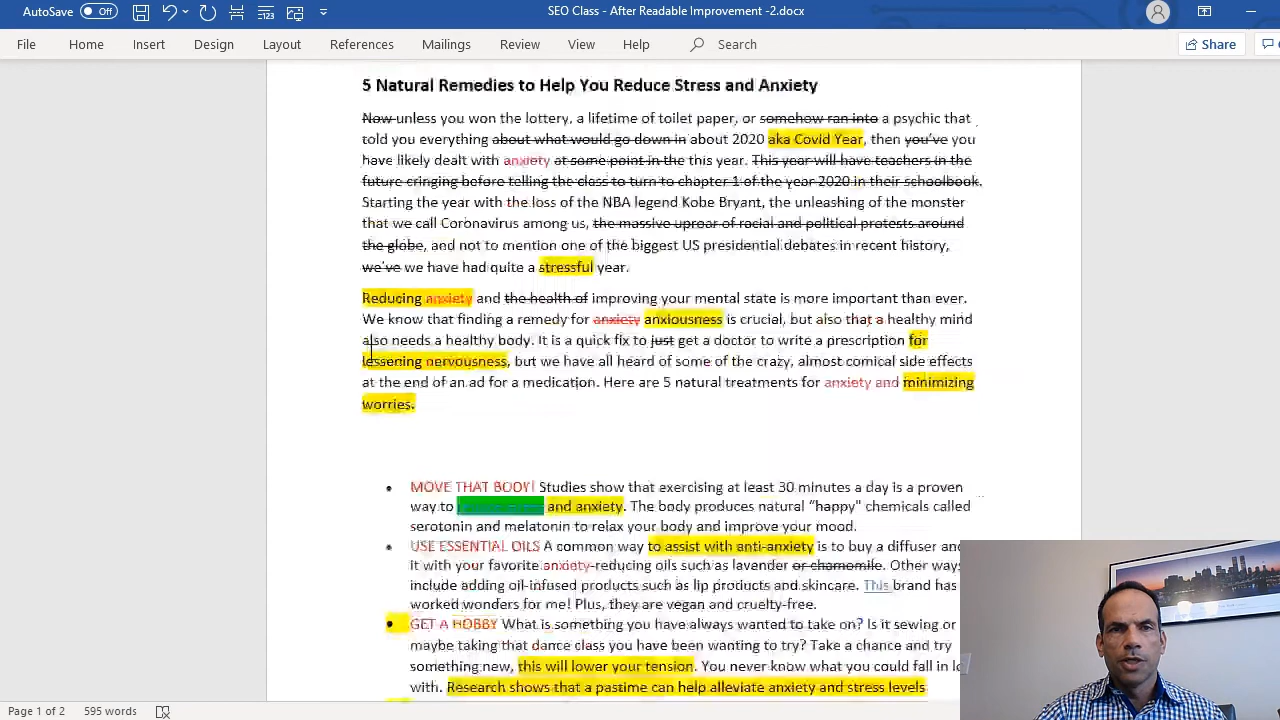 AutoSave Off
SEO Class - After Readable Improvement -2.docx
File Home Insert Design Layout References Mailings Review View Help Search Share
5 Natural Remedies to Help You Reduce Stress and Anxiety
Now unless you won the lottery, a lifetime of toilet paper, or somehow ran into a psychic that
told you everything about what would go down in about 2020 aka Covid Year, then you've you
have likely dealt with anxiety at some point in the this year. This year will have teachers in the
future cringing before telling the class to turn to chapter 1 of the year 2020 in their schoolbook.
Starting the year with the loss of the NBA legend Kobe Bryant, the unleashing of the monster
that we call Coronavirus among us, the massive uproar of racial and political protests around
the globe, and not to mention one of the biggest US presidential debates in recent history,
we've we have had quite a stressful year.
Reducing anxiety and the health of improving your mental state is more important than ever.
We know that finding a remedy for anxiety anxiousness is crucial, but also that a healthy mind
also needs a healthy body. It is a quick fix to just get a doctor to write a prescription for
lessening nervousness, but we have all heard of some of the crazy, almost comical side effects
at the end of an ad for a medication. Here are 5 natural treatments for anxiety and minimizing
worries.
• MOVE THAT BODY! Studies show that exercising at least 30 minutes a day is a proven
way to and anxiety. The body produces natural “happy” chemicals called
serotonin and melatonin to relax your body and improve your mood.
• USE ESSENTIAL OILS A common way to assist with anti-anxiety is to buy a diffuser and
it with your favorite anxiety-reducing oils such as lavender or chamomile. Other ways
include adding oil-infused products such as lip products and skincare. This brand has
worked wonders for me! Plus, they are vegan and cruelty-free.
• GET A HOBBY What is something you have always wanted to take on? Is it sewing or
maybe taking that dance class you have been wanting to try? Take a chance and try
something new, this will lower your tension. You never know what you could fall in
with. Research shows that a pastime can help alleviate anxiety and stress levels
Page 1 of 2 595 words